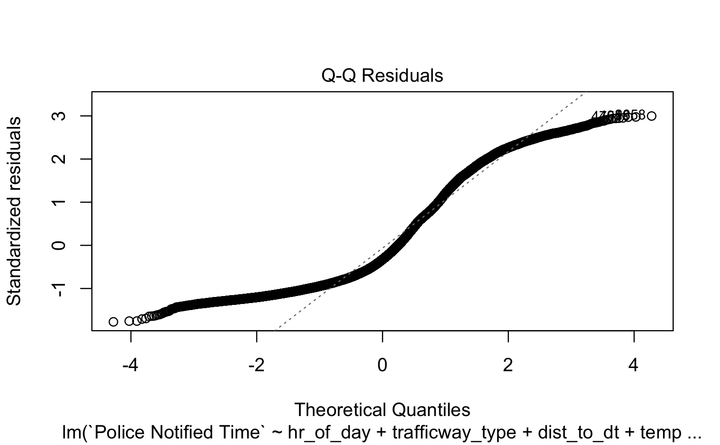 Q-Q Residuals
Standardized residuals
3
2
1
0
-1
-4
-2
0
2
4
Theoretical Quantiles
lm(`Police Notified Time` ~ hr_of_day + trafficway_type + dist_to_dt + temp ...